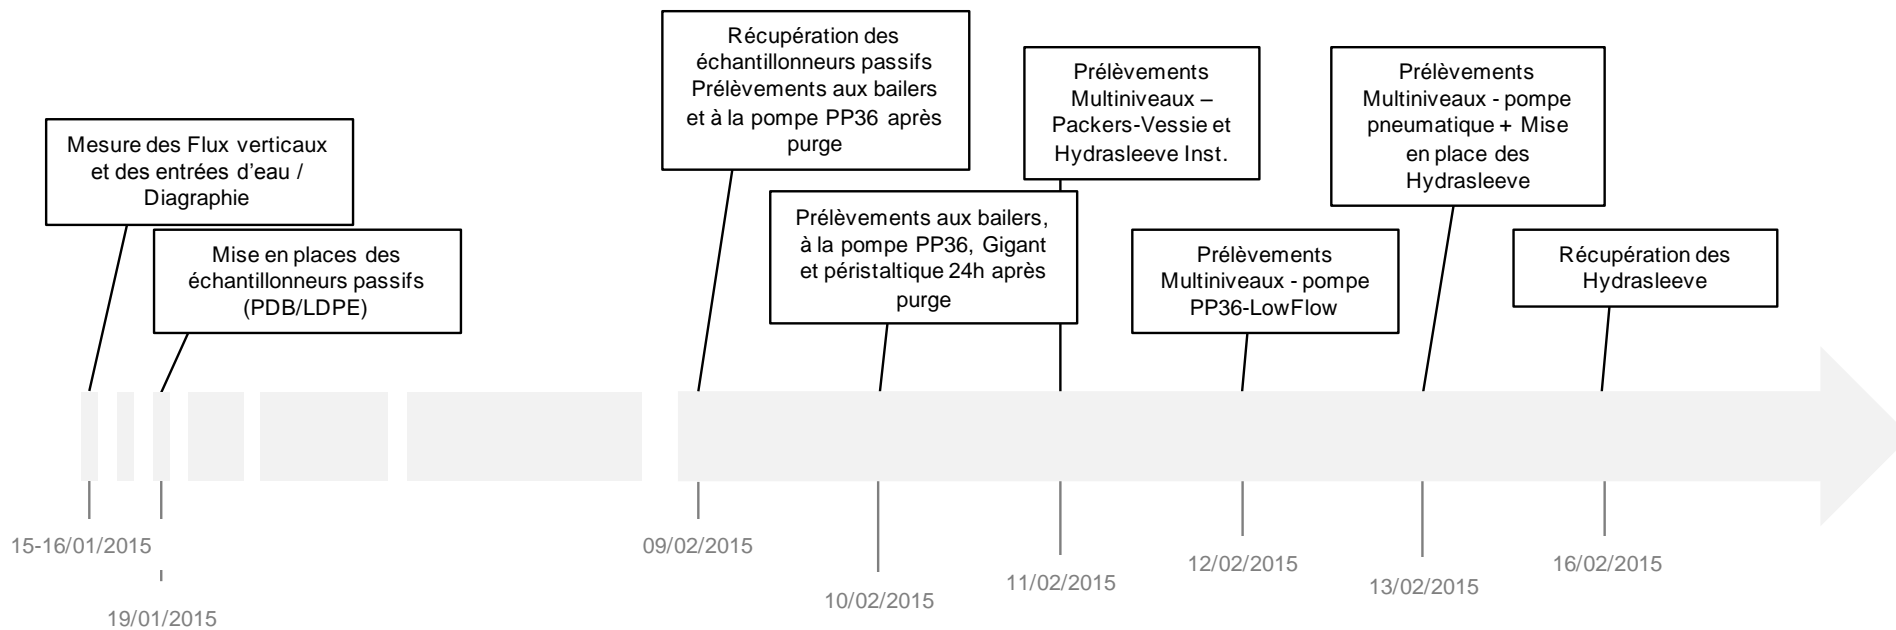 Mesure des Flux verticaux
et des entrées d'eau /
Diagraphie
Mise en places des
échantillonneurs passifs
(PDB/LDPE)
Récupération des
échantillonneurs passifs
Prélèvements aux bailers
et à la pompe PP36 après
purge
Prélèvements aux bailers,
à la pompe PP36, Gigant
et péristaltique 24h après
purge
Prélèvements
Multiniveaux –
Packers-Vessie et
Hydrasleeve Inst.
Prélèvements
Multiniveaux - pompe
PP36-LowFlow
Prélèvements
Multiniveaux - pompe
pneumatique + Mise
en place des
Hydrasleeve
Récupération des
Hydrasleeve
15-16/01/2015
19/01/2015
09/02/2015
10/02/2015
11/02/2015
12/02/2015
13/02/2015
16/02/2015